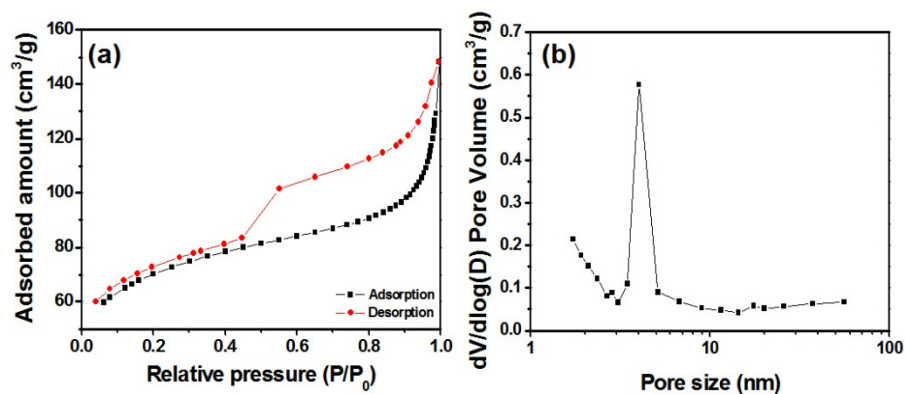 (a)
Adsorbed amount (cm³/g)
160
140
120
100
80
60
0.0 0.2 0.4 0.6 0.8 1.0
Relative pressure (P/P₀)
Adsorption
Desorption
(b)
dV/dlog(D) Pore Volume (cm³/g)
0.7
0.6
0.5
0.4
0.3
0.2
0.1
0.0
1 10 100
Pore size (nm)